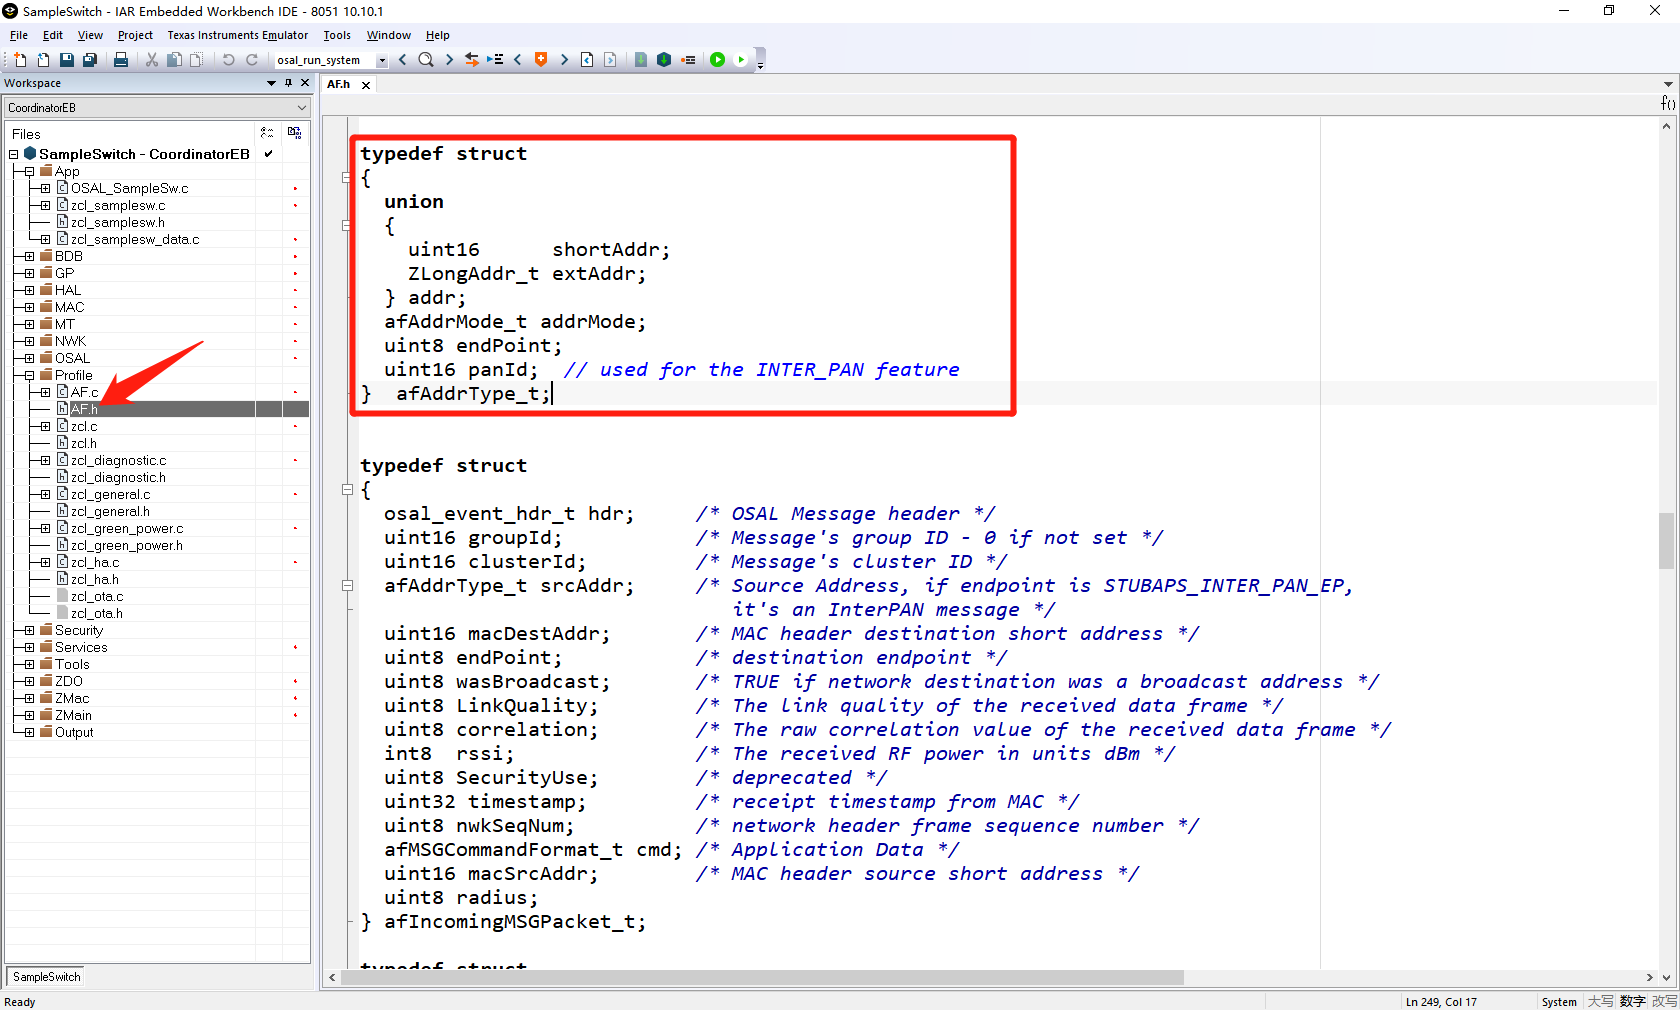 SampleSwitch - IAR Embedded Workbench IDE - 8051 10.10.1
File Edit View Project Texas Instruments Emulator Tools Window Help
osal_run_system
Workspace
CoordinatorEB
Files
SampleSwitch - CoordinatorEB
App
OSAL_SampleSw.c
zcl_samplesw.c
zcl_samplesw.h
zcl_samplesw_data.c
BDB
GP
HAL
MAC
MT
NWK
OSAL
Profile
AF.c
AF.h
zcl.c
zcl.h
zcl_diagnostic.c
zcl_diagnostic.h
zcl_general.c
zcl_general.h
zcl_green_power.c
zcl_green_power.h
zcl_ha.c
zcl_ha.h
zcl_ota.c
zcl_ota.h
Security
Services
Tools
ZDO
ZMac
ZMain
Output
SampleSwitch
AF.h
f()
typedef struct
{
union
{
uint16 shortAddr;
ZLongAddr_t extAddr;
} addr;
afAddrMode_t addrMode;
uint8 endPoint;
uint16 panId; // used for the INTER_PAN feature
} afAddrType_t;
typedef struct
{
osal_event_hdr_t hdr; /* OSAL Message header */
uint16 groupId; /* Message's group ID - 0 if not set */
uint16 clusterId; /* Message's cluster ID */
afAddrType_t srcAddr; /* Source Address, if endpoint is STUBAPS_INTER_PAN_EP,
it's an InterPAN message */
uint16 macDestAddr; /* MAC header destination short address */
uint8 endPoint; /* destination endpoint */
uint8 wasBroadcast; /* TRUE if network destination was a broadcast address */
uint8 LinkQuality; /* The link quality of the received data frame */
uint8 correlation; /* The raw correlation value of the received data frame */
int8 rssi; /* The received RF power in units dBm */
uint8 SecurityUse; /* deprecated */
uint32 timestamp; /* receipt timestamp from MAC */
uint8 nwkSeqNum; /* network header frame sequence number */
afMSGCommandFormat_t cmd; /* Application Data */
uint16 macSrcAddr; /* MAC header source short address */
uint8 radius;
} afIncomingMSGPacket_t;
typedef struct
Ready
Ln 249, Col 17
System 大写 数字 改写